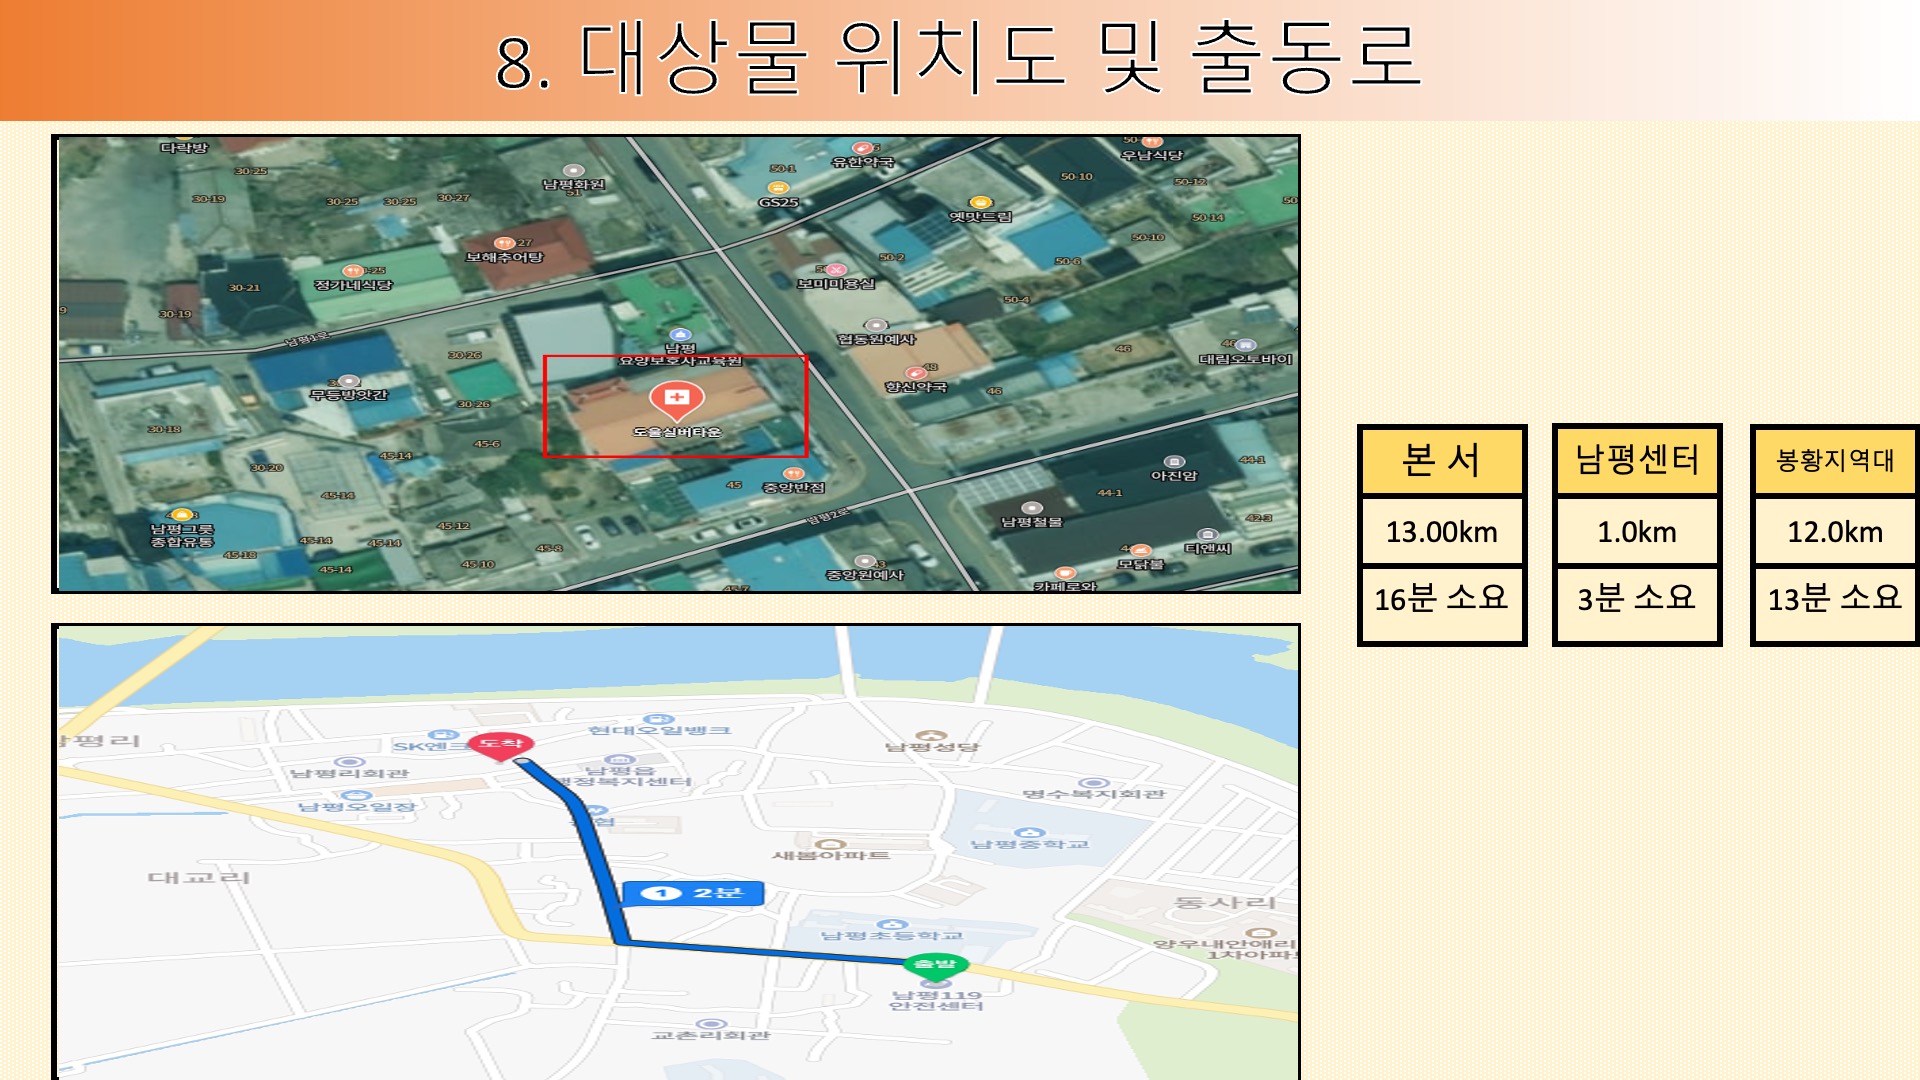 8. 대상물 위치도 및 출동로
다락방
30-25
30-19
30-25
30-25
30-27
남평화원
51
50-1
GS25
유한약국
50-10
우남식당
50-12
50-14
옛맛드림
50-10
50-6
50-2
27
보해추어탕
정가네식당
30-21
30-19
보미미용실
50-4
남평1로
30-26
남평
요양보호사교육원
협동원예사
46
대림오토바이
무등방앗간
30-26
향신약국
46
도울실버타운
30-18
45-6
45-14
30-20
45-14
45
중앙반점
44-1
아진암
44-1
남평그릇
종합유통
45-12
남평2로
남평철물
42-3
45-14
45-14
45-18
45-8
45-14
45-10
티앤씨
모닭불
중앙원예사
카페로와
45-7
본 서
13.00km
16분 소요
남평센터
1.0km
3분 소요
봉황지역대
12.0km
13분 소요
남평리
SK엔크
도착
현대오일뱅크
남평성당
남평리회관
남평읍
행정복지센터
남평오일장
명수복지회관
농협
남평중학교
새봄아파트
대교리
1 2분
동사리
남평초등학교
양우내안애리
1차아파트
출발
남평119
안전센터
교촌리회관